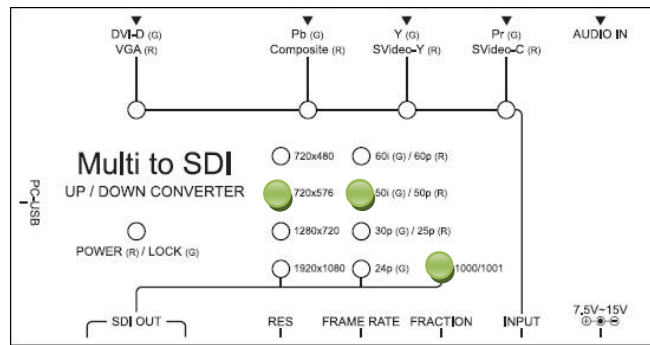 DVI-D (G) Pb (G) Y (G) Pr (G) AUDIO IN
VGA (R) Composite (R) SVideo-Y (R) SVideo-C (R)
Multi to SDI
UP / DOWN CONVERTER
PC-USB
POWER (R) / LOCK (G)
720x480 60i (G) / 60p (R)
720x576 50i (G) / 50p (R)
1280x720 30p (G) / 25p (R)
1920x1080 24p (G) 1000/1001
7.5V~15V
SDI OUT RES FRAME RATE FRACTION INPUT